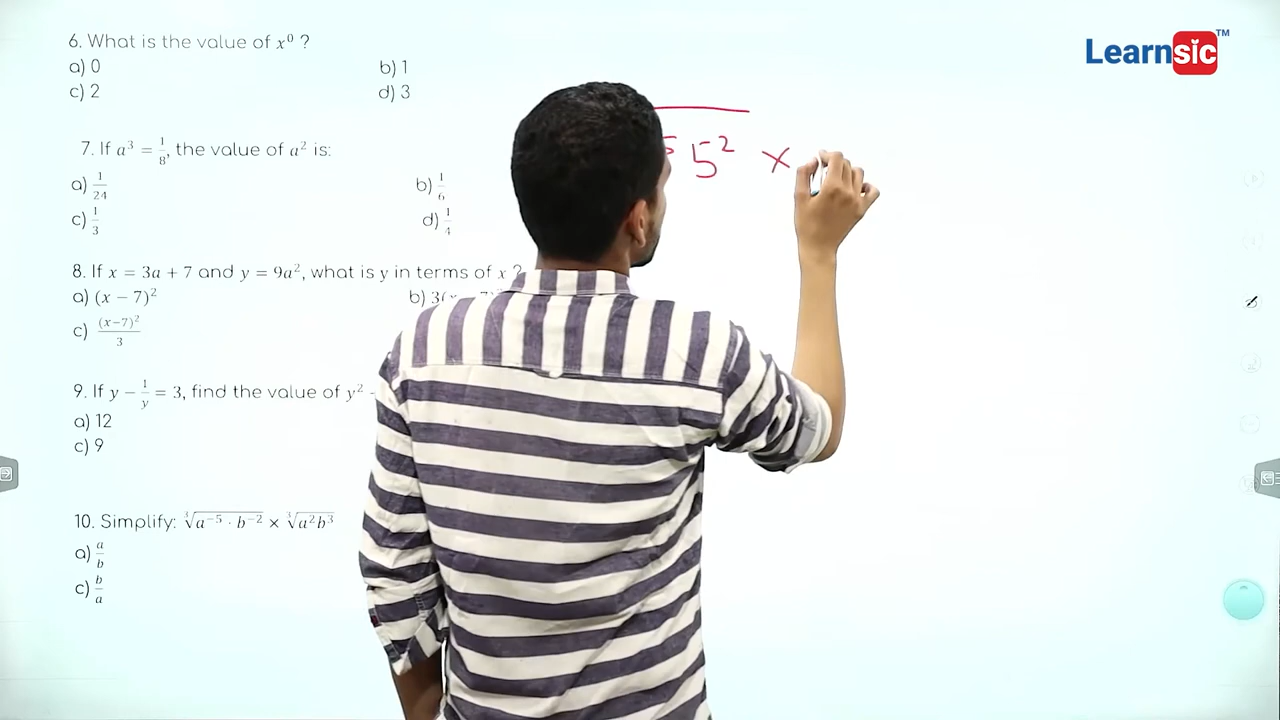 Learnsic™
6. What is the value of x⁰ ?
a) 0
b) 1
c) 2
d) 3
7. If a³ = 1/8, the value of a² is:
a) 1/24
b) 1/6
c) 1/3
d) 1/4
8. If x = 3a + 7 and y = 9a², what is y in terms of x ?
a) (x − 7)²
b) 3(
c) (x−7)²/3
9. If y − 1/y = 3, find the value of y²
a) 12
c) 9
10. Simplify: ³√(a⁻⁵ · b⁻²) × ³√(a²b³)
a) a/b
c) b/a
5² ×